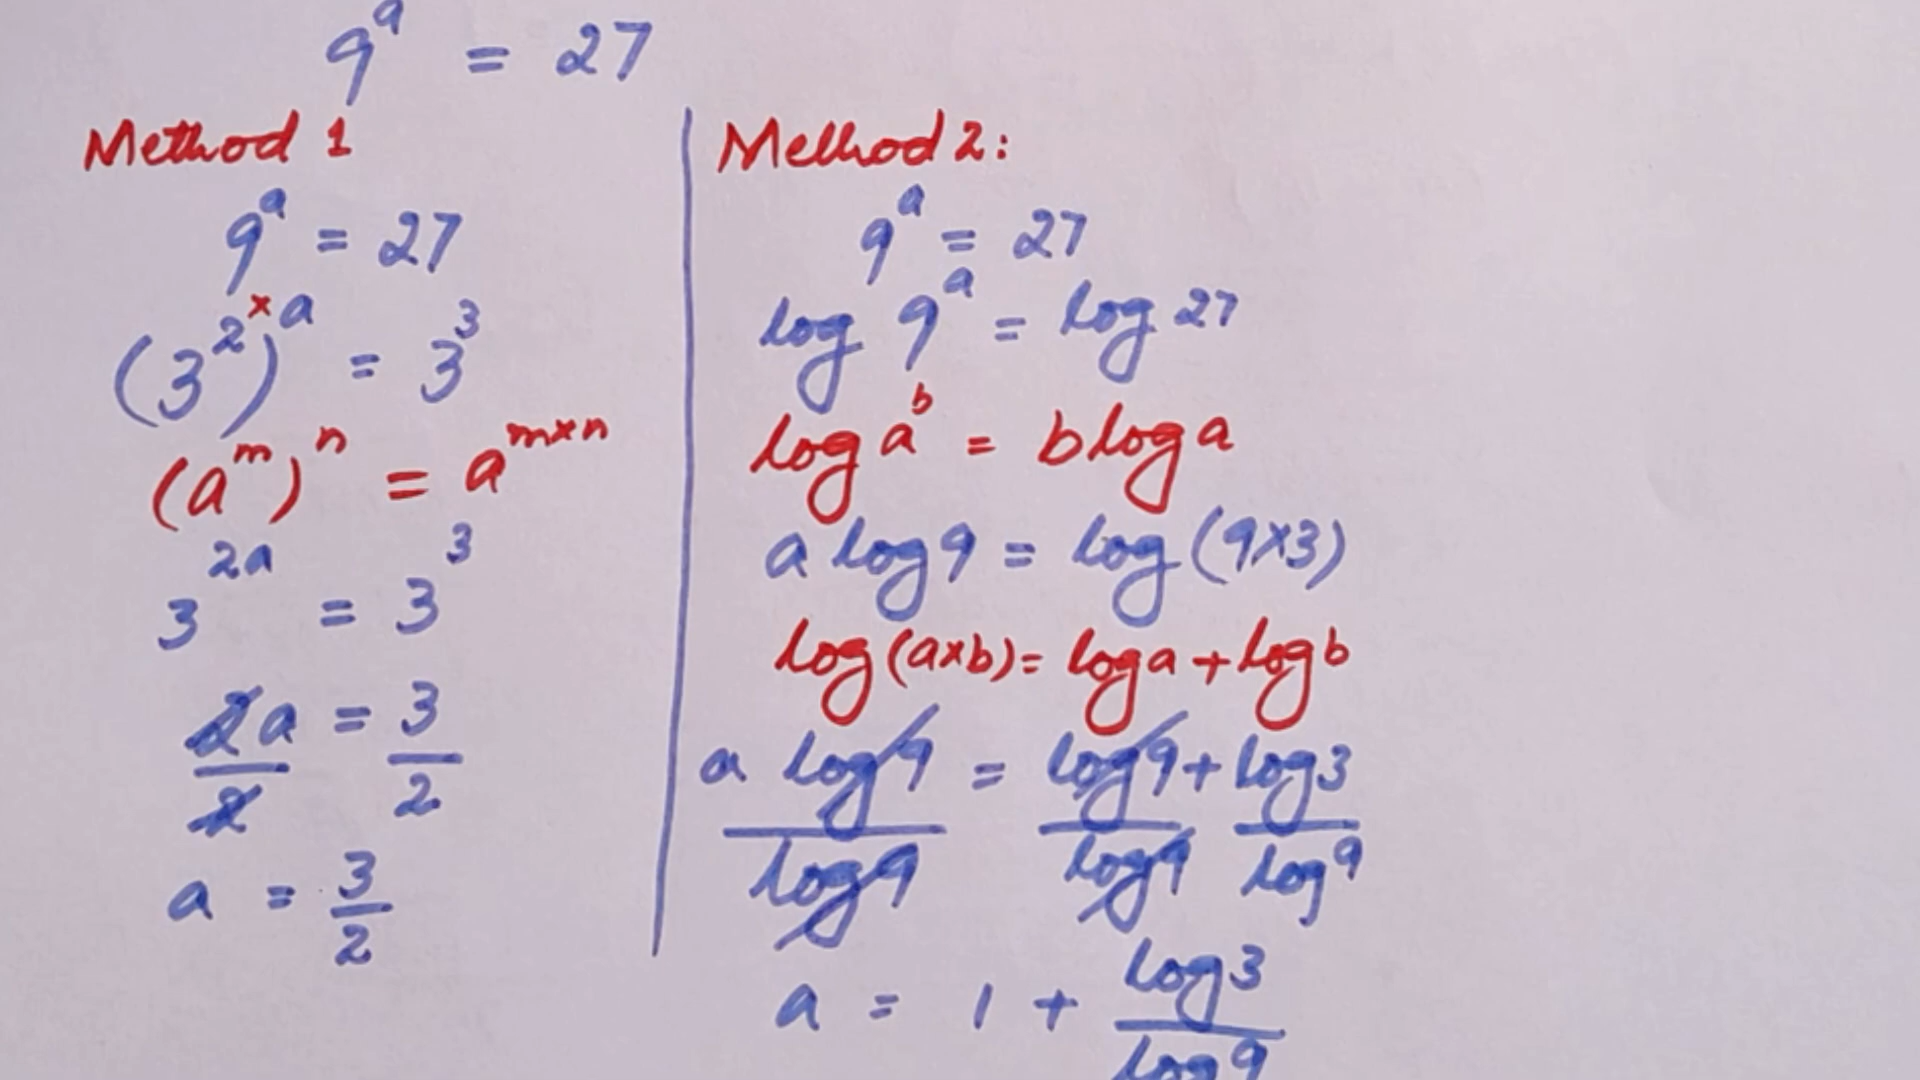 9^a = 27
Method 1
9^a = 27
(3^2)^{×a} = 3^3
(a^m)^n = a^{m×n}
3^{2a} = 3^3
2a/2 = 3/2
a = 3/2
Method 2:
9^a = 27
log 9^a = log 27
log a^b = b log a
a log 9 = log (9×3)
log (a×b) = log a + log b
a log 9/log 9 = log 9/log 9 + log 3/log 9
a = 1 + log 3/log 9